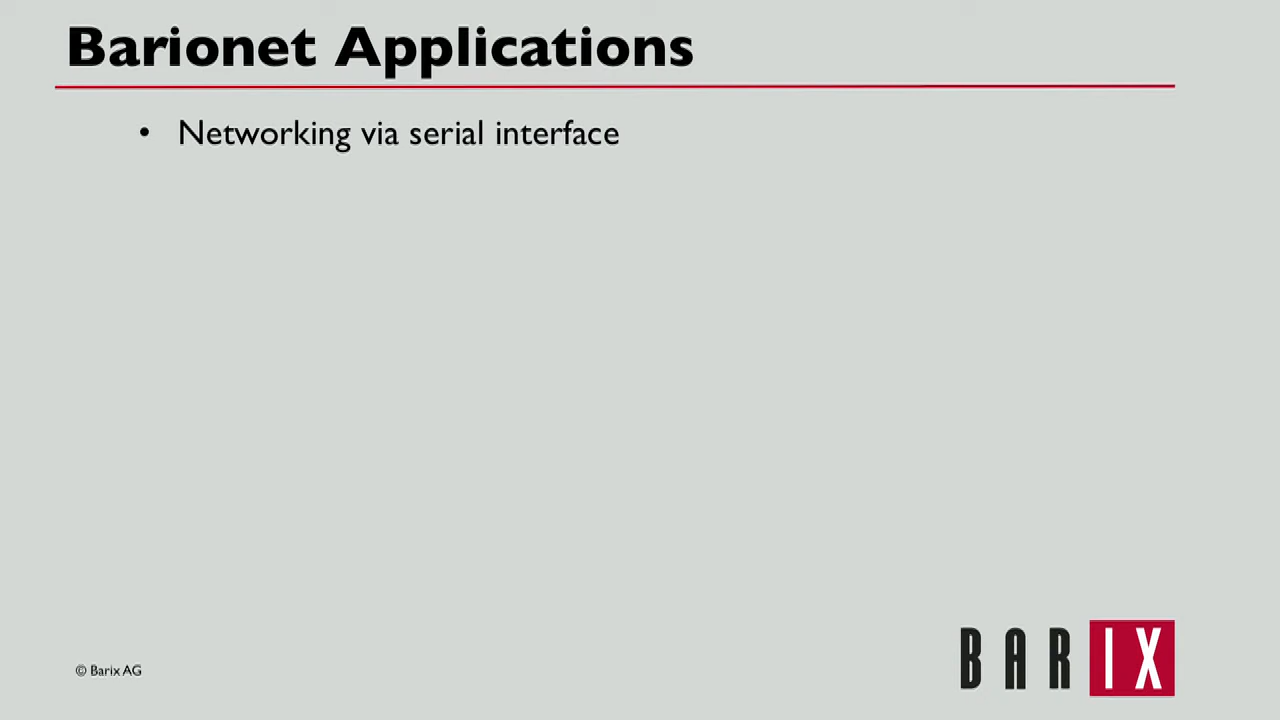 Barionet Applications
• Networking via serial interface
© Barix AG
BARIX